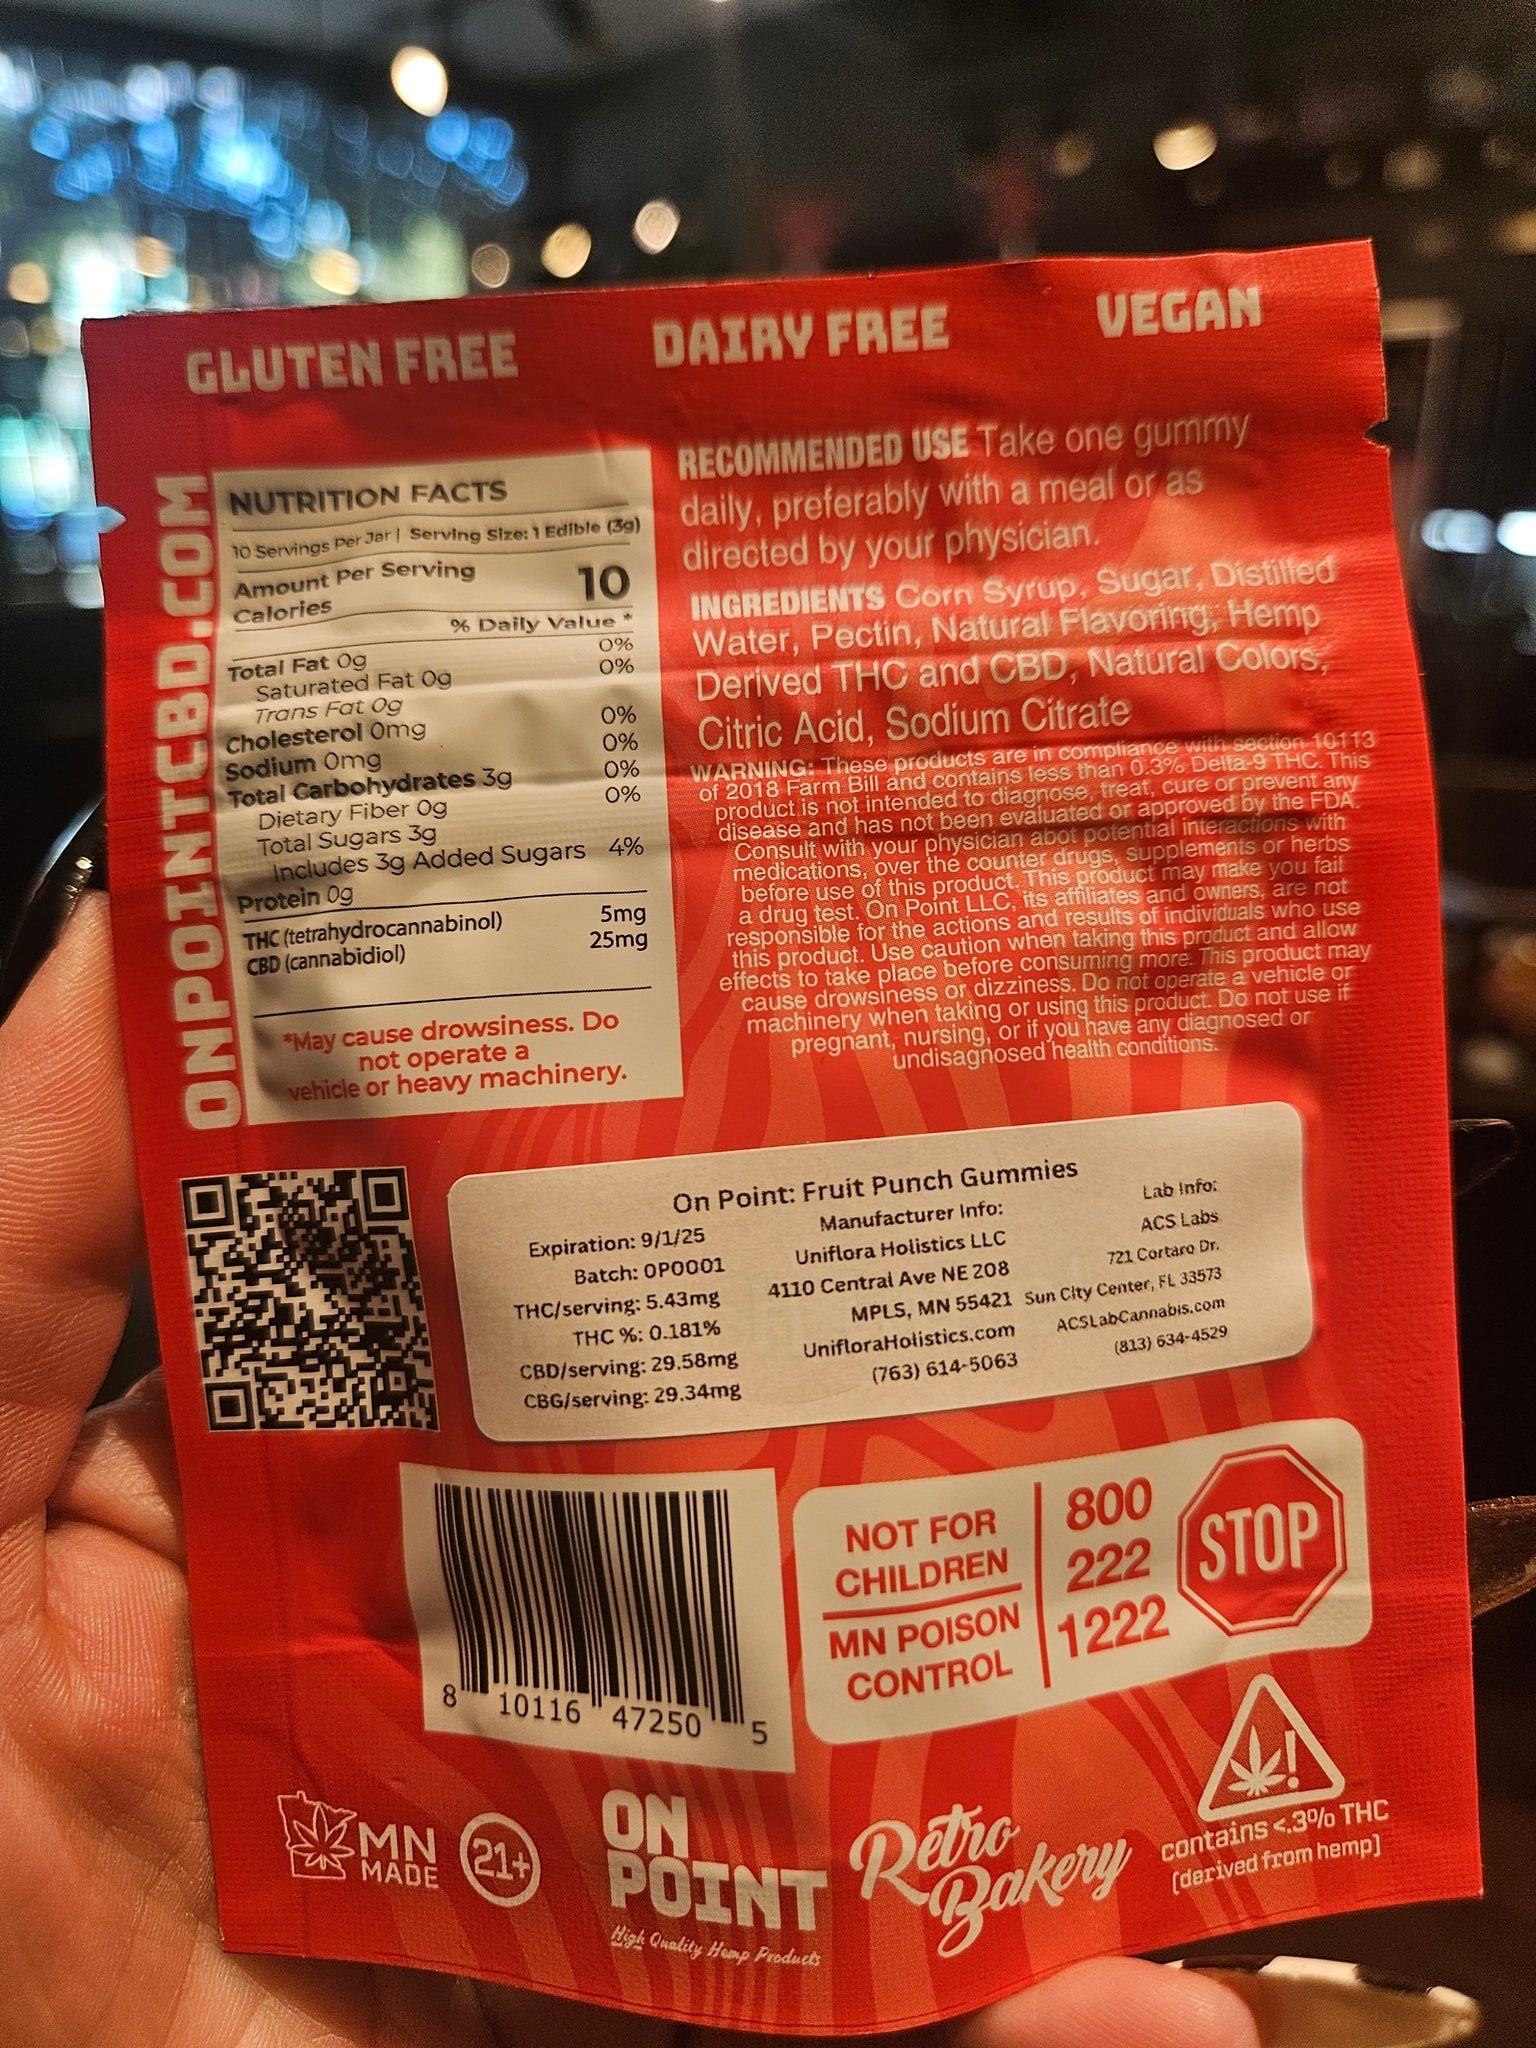 GLUTEN FREE DAIRY FREE VEGAN
ONPOINTCBD.COM
NUTRITION FACTS
10 Servings Per Jar | Serving Size: 1 Edible (3g)
Amount Per Serving
Calories 10
% Daily Value *
Total Fat 0g 0%
Saturated Fat 0g 0%
Trans Fat 0g
Cholesterol 0mg 0%
Sodium 0mg 0%
Total Carbohydrates 3g 0%
Dietary Fiber 0g 0%
Total Sugars 3g
Includes 3g Added Sugars 4%
Protein 0g
THC (tetrahydrocannabinol) 5mg
CBD (cannabidiol) 25mg
*May cause drowsiness. Do
not operate a
vehicle or heavy machinery.
RECOMMENDED USE Take one gummy
daily, preferably with a meal or as
directed by your physician.
INGREDIENTS Corn Syrup, Sugar, Distilled
Water, Pectin, Natural Flavoring, Hemp
Derived THC and CBD, Natural Colors,
Citric Acid, Sodium Citrate
WARNING: These products are in compliance with section 10113
of 2018 Farm Bill and contains less than 0.3% Delta-9 THC. This
product is not intended to diagnose, treat, cure or prevent any
disease and has not been evaluated or approved by the FDA.
Consult with your physician abot potential interactions with
medications, over the counter drugs, supplements or herbs
before use of this product. This product may make you fail
a drug test. On Point LLC, its affiliates and owners, are not
responsible for the actions and results of individuals who use
this product. Use caution when taking this product and allow
effects to take place before consuming more. This product may
cause drowsiness or dizziness. Do not operate a vehicle or
machinery when taking or using this product. Do not use if
pregnant, nursing, or if you have any diagnosed or
undisagnosed health conditions.
On Point: Fruit Punch Gummies
Expiration: 9/1/25
Batch: OP0001
THC/serving: 5.43mg
THC %: 0.181%
CBD/serving: 29.58mg
CBG/serving: 29.34mg
Manufacturer Info:
Uniflora Holistics LLC
4110 Central Ave NE 208
MPLS, MN 55421
UnifloraHolistics.com
(763) 614-5063
Lab Info:
ACS Labs
721 Cortaro Dr.
Sun City Center, FL 33573
ACSLabCannabis.com
(813) 634-4529
8 10116 47250 5
NOT FOR
CHILDREN
MN POISON
CONTROL
800
222
1222
STOP
MN
MADE
21+
ON
POINT
High Quality Hemp Products
Retro
Bakery
!
contains <.3% THC
(derived from hemp)